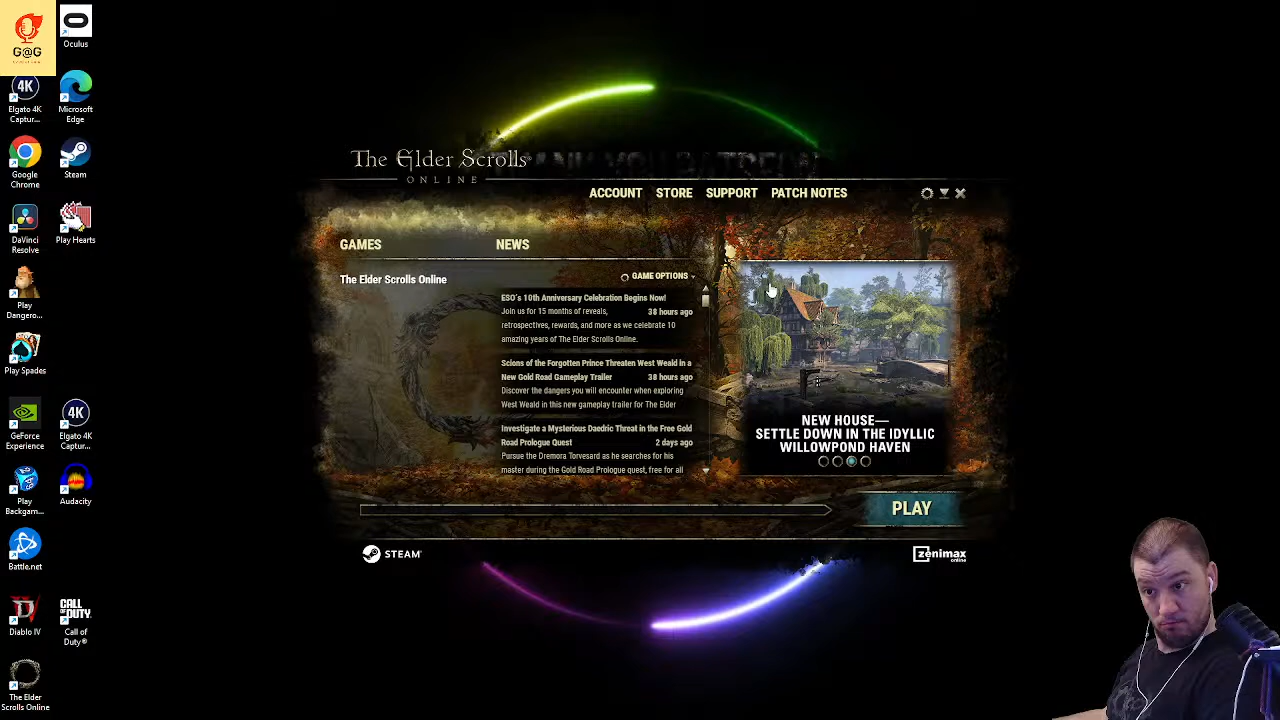 G@G
Oculus
Elgato 4K
Captur...
Microsoft
Edge
Google
Chrome
Steam
DaVinci
Resolve
Play Hearts
Play
Dangero...
Play Spades
GeForce
Experience
4K
Elgato 4K
Captur...
Play
Backgam...
Audacity
Battle.net
Diablo IV
CALL OF
DUTY
Call of
Duty®
The Elder
Scrolls Online
The Elder Scrolls
ONLINE
ACCOUNT STORE SUPPORT PATCH NOTES
GAMES
NEWS
The Elder Scrolls Online
GAME OPTIONS
ESO's 10th Anniversary Celebration Begins Now!
Join us for 15 months of reveals, 38 hours ago
retrospectives, rewards, and more as we celebrate 10
amazing years of The Elder Scrolls Online.
Scions of the Forgotten Prince Threaten West Weald in a
New Gold Road Gameplay Trailer 38 hours ago
Discover the dangers you will encounter when exploring
West Weald in this new gameplay trailer for The Elder
Investigate a Mysterious Daedric Threat in the Free Gold
Road Prologue Quest 2 days ago
Pursue the Dremora Torvesard as he searches for his
master during the Gold Road Prologue quest, free for all
NEW HOUSE—
SETTLE DOWN IN THE IDYLLIC
WILLOWPOND HAVEN
PLAY
STEAM
zenimax
online